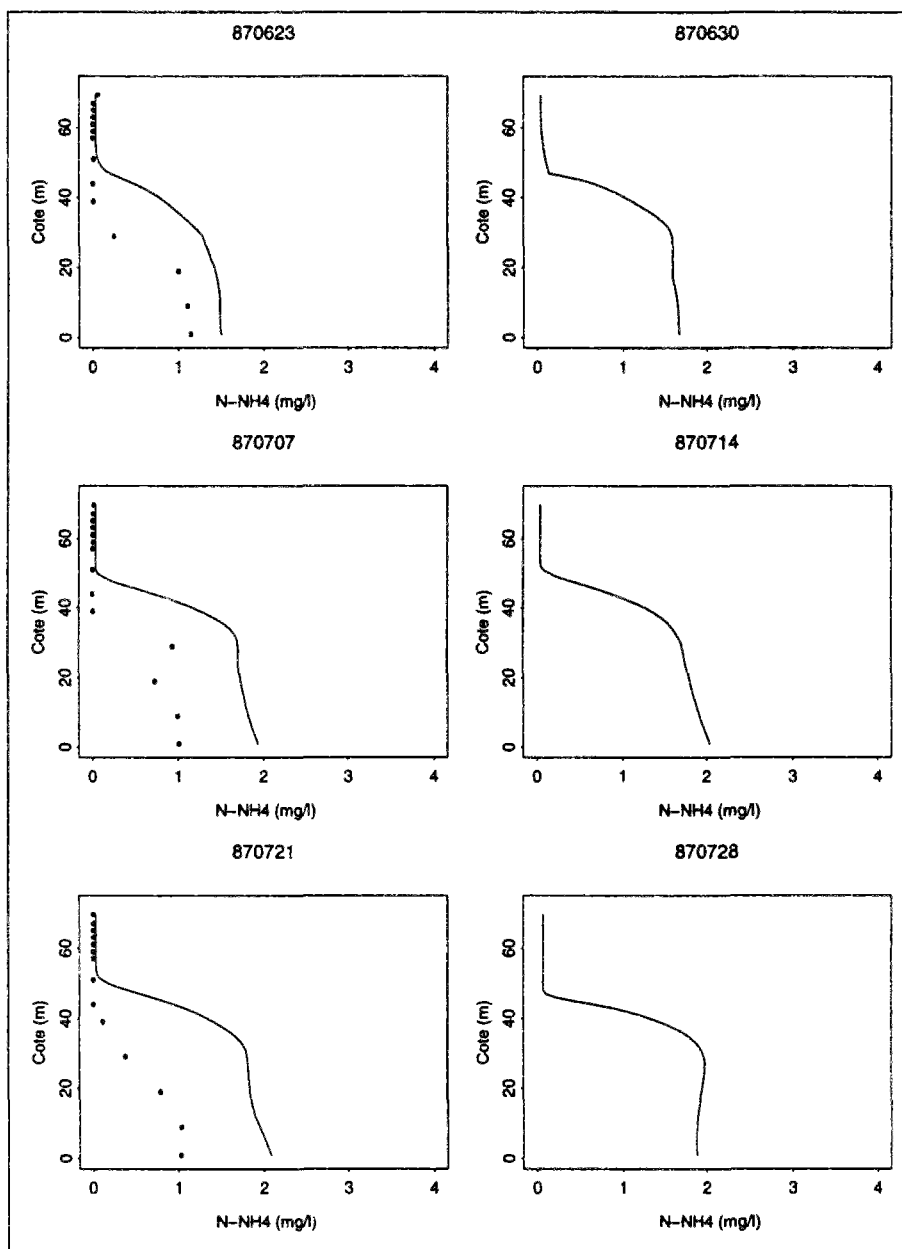 870623
870630
Cote (m)
0 20 40 60
0 1 2 3 4
N-NH4 (mg/l)
Cote (m)
0 20 40 60
0 1 2 3 4
N-NH4 (mg/l)
870707
870714
Cote (m)
0 20 40 60
0 1 2 3 4
N-NH4 (mg/l)
Cote (m)
0 20 40 60
0 1 2 3 4
N-NH4 (mg/l)
870721
870728
Cote (m)
0 20 40 60
0 1 2 3 4
N-NH4 (mg/l)
Cote (m)
0 20 40 60
0 1 2 3 4
N-NH4 (mg/l)